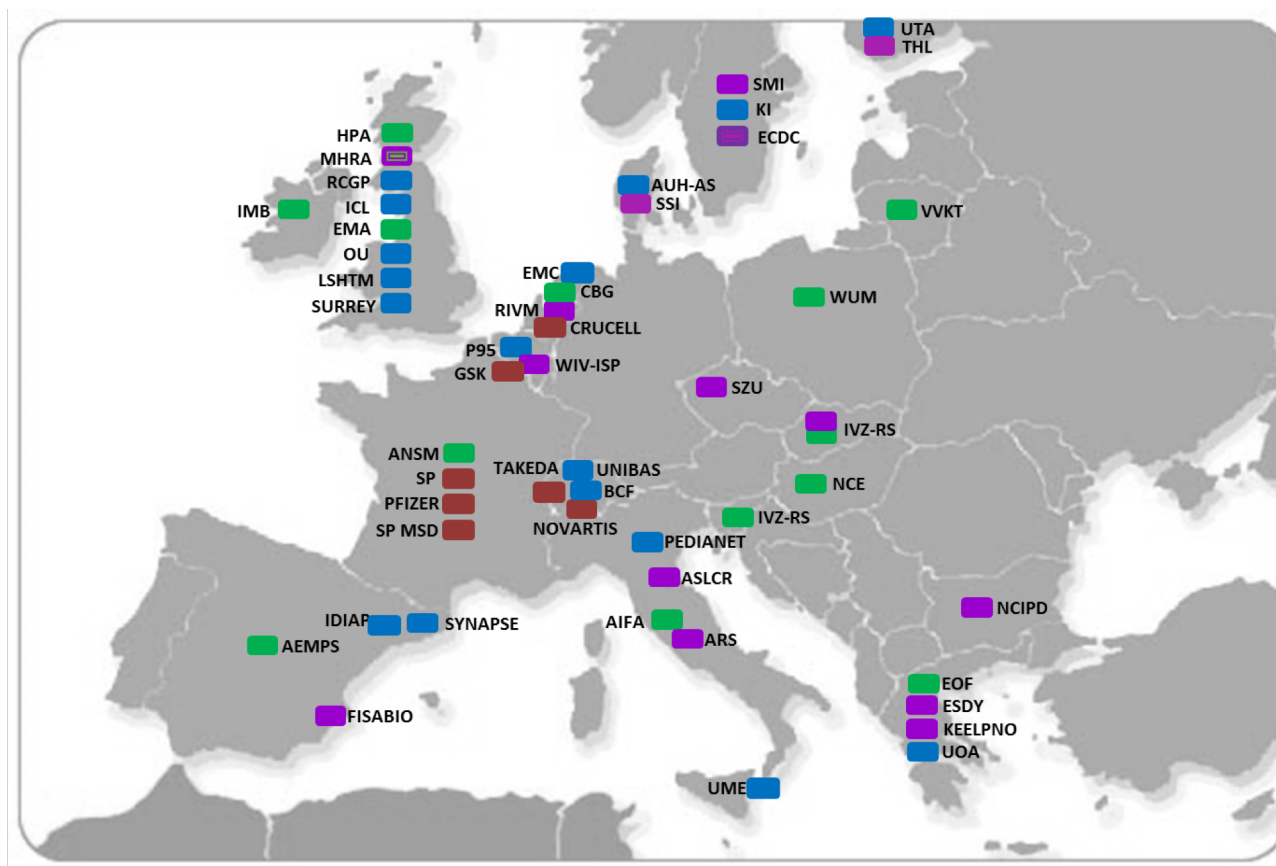 UTA
THL
SMI
KI
ECDC
HPA
MHRA
RCGP
ICL
IMB
EMA
OU
LSHTM
SURREY
AUH-AS
SSI
VVKT
EMC
CBG
RIVM
CRUCELL
WUM
P95
WIV-ISP
GSK
SZU
IVZ-RS
ANSM
SP
PFIZER
SP MSD
TAKEDA
UNIBAS
BCF
NOVARTIS
NCE
IVZ-RS
PEDIANET
ASLCR
NCIPD
IDIAP
SYNAPSE
AIFA
ARS
AEMPS
FISABIO
EOF
ESDY
KEELPNO
UOA
UME